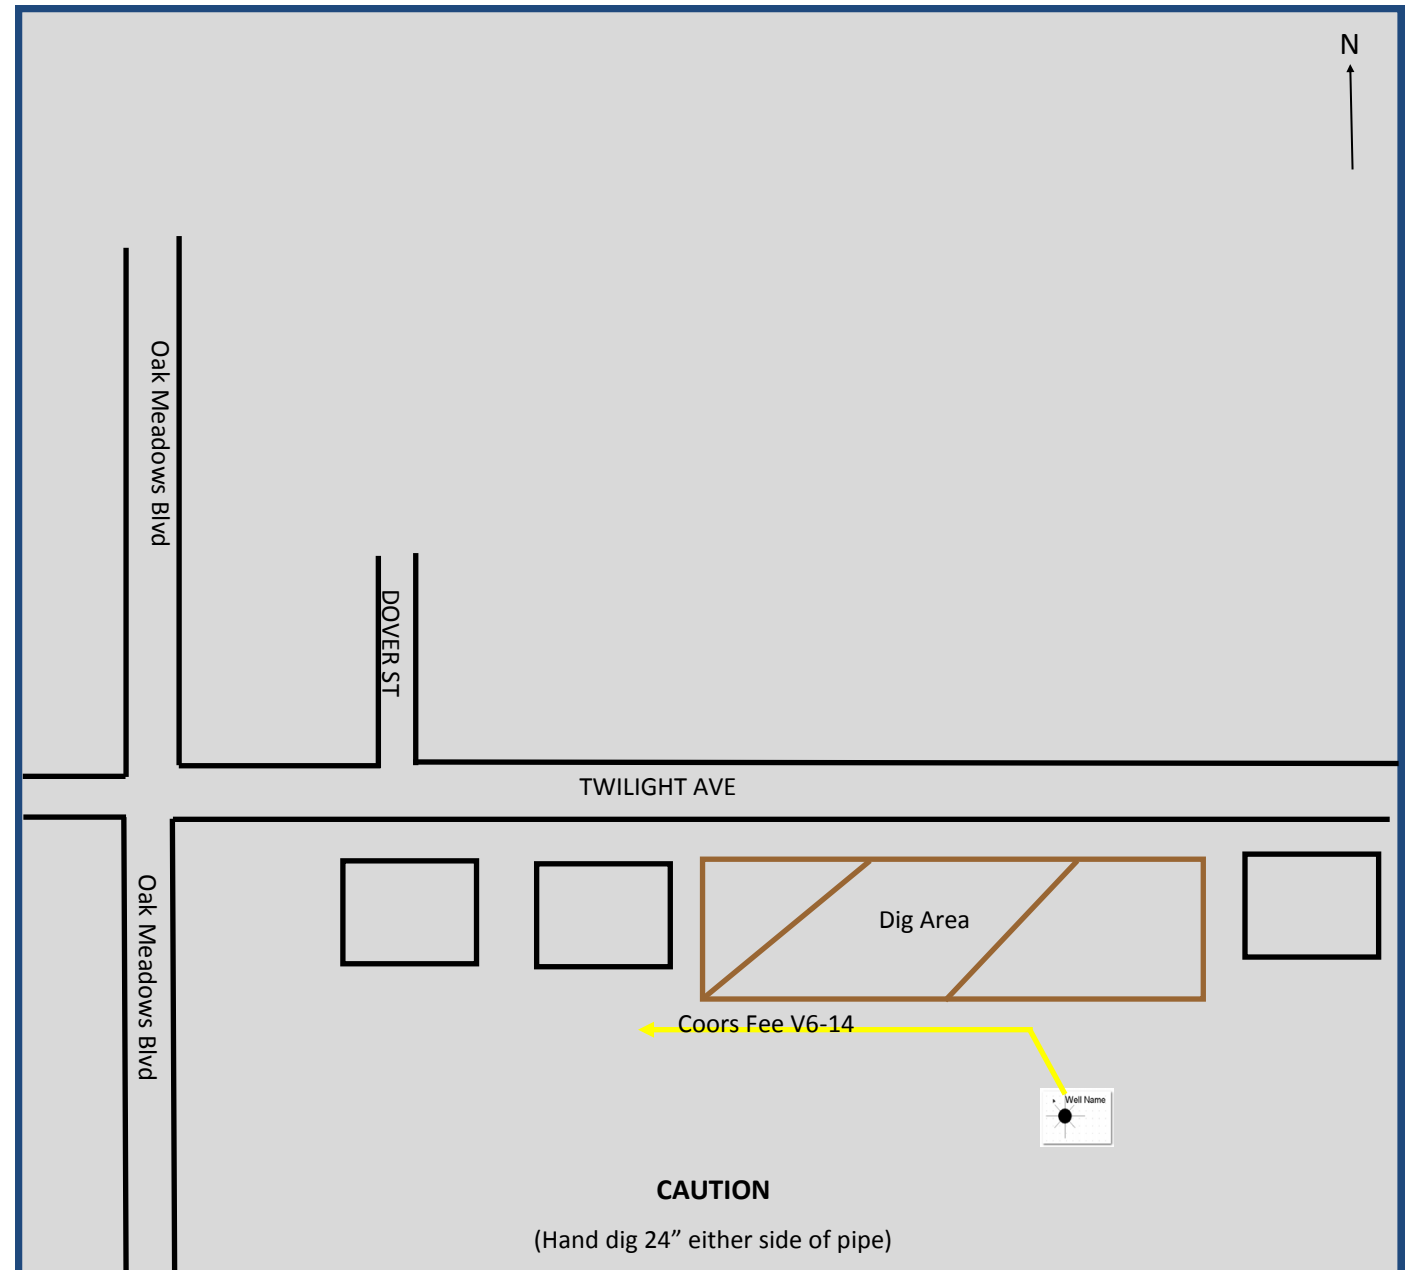 N
Oak Meadows Blvd
DOVER ST
TWILIGHT AVE
Oak Meadows Blvd
Dig Area
Coors Fee V6-14
Well Name
CAUTION
(Hand dig 24” either side of pipe)